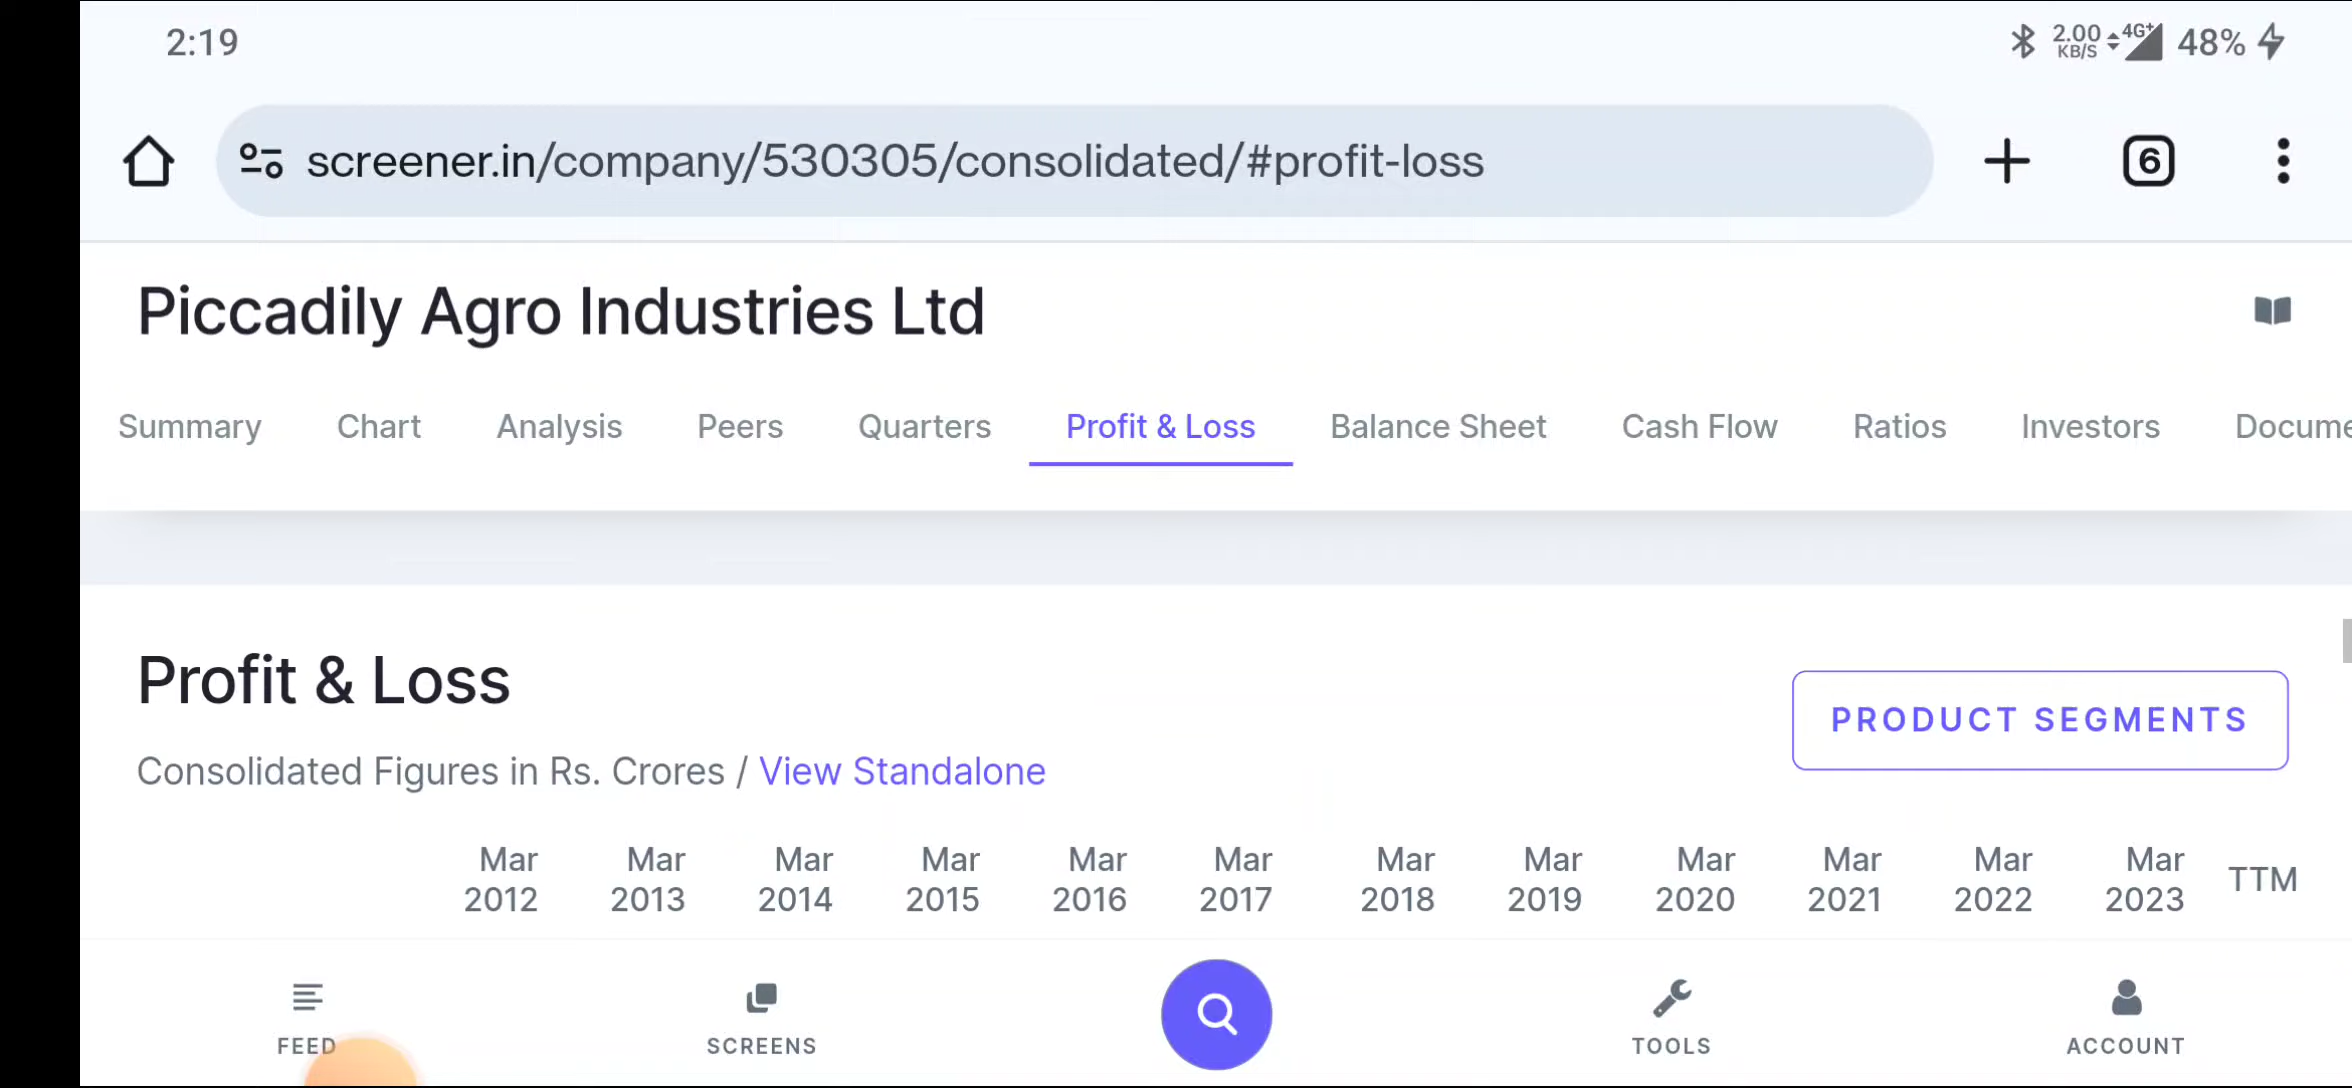 2:19
2.00 KB/S 4G+ 48%
screener.in/company/530305/consolidated/#profit-loss
6
Piccadily Agro Industries Ltd
Summary Chart Analysis Peers Quarters Profit & Loss Balance Sheet Cash Flow Ratios Investors Docume
Profit & Loss
PRODUCT SEGMENTS
Consolidated Figures in Rs. Crores / View Standalone
Mar 2012 Mar 2013 Mar 2014 Mar 2015 Mar 2016 Mar 2017 Mar 2018 Mar 2019 Mar 2020 Mar 2021 Mar 2022 Mar 2023 TTM
FEED SCREENS TOOLS ACCOUNT